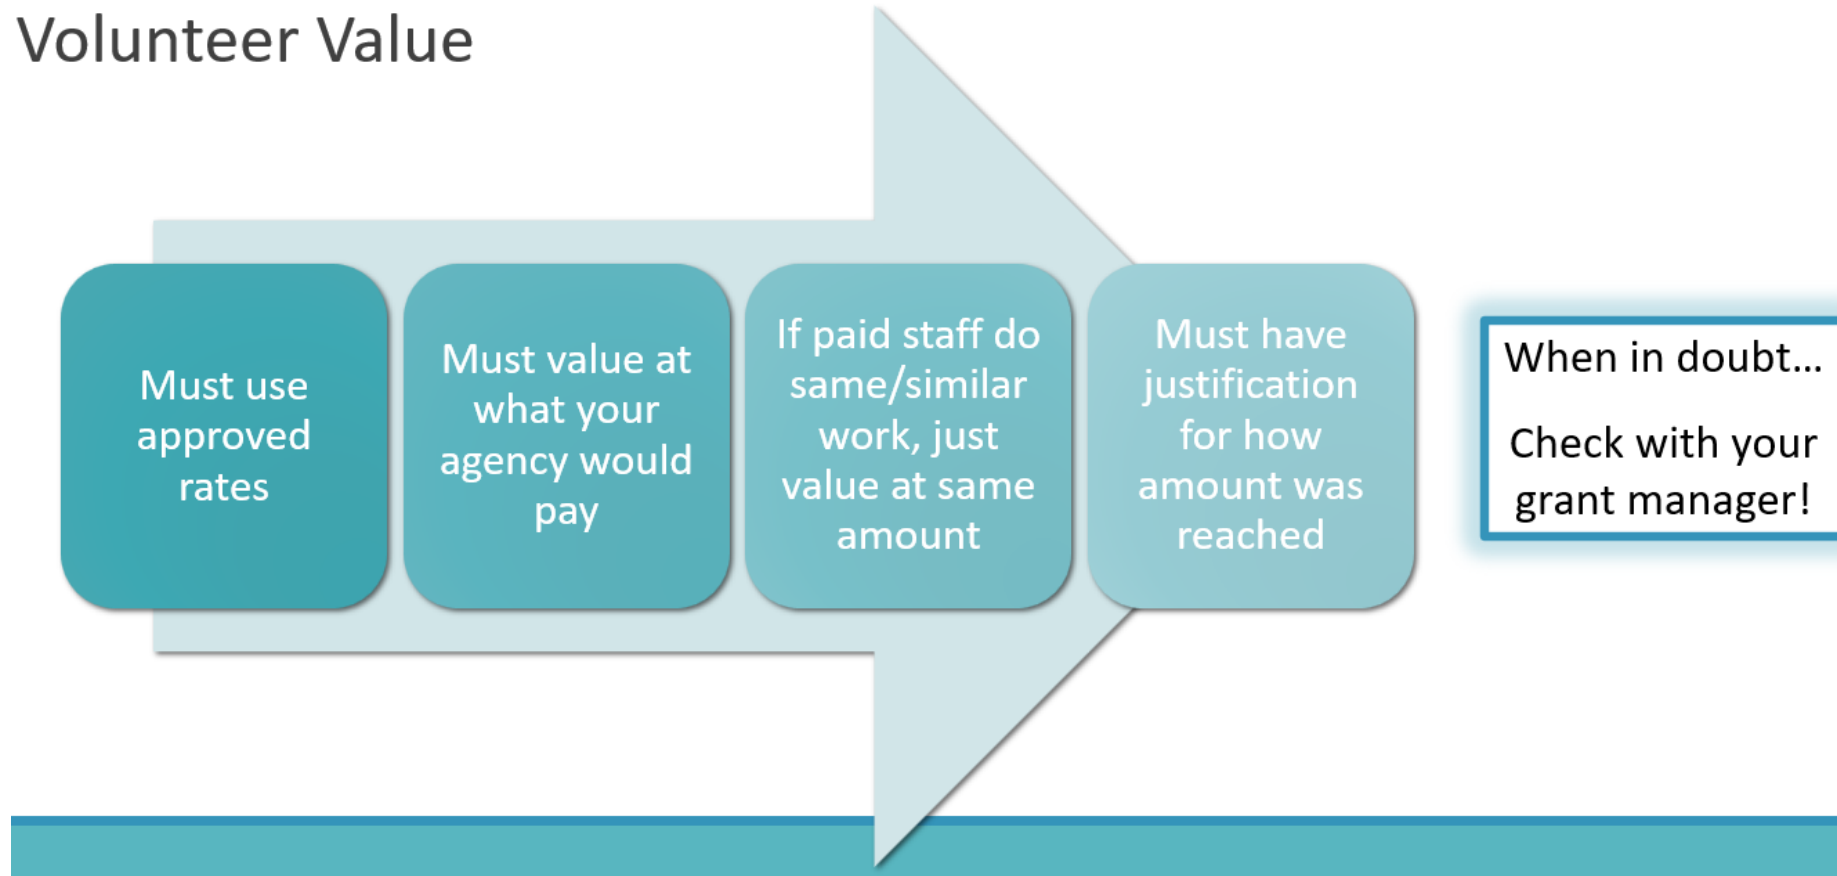 Volunteer Value
Must use
approved
rates
Must value at
what your
agency would
pay
If paid staff do
same/similar
work, just
value at same
amount
Must have
justification
for how
amount was
reached
When in doubt…
Check with your
grant manager!